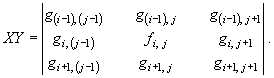 XY = | g_{(i-1),(j-1)} g_{(i-1),j} g_{(i-1),j+1} |
| g_{i,(j-1)} f_{i,j} g_{i,j+1} |
| g_{i+1,(j-1)} g_{i+1,j} g_{i+1,j+1} | .